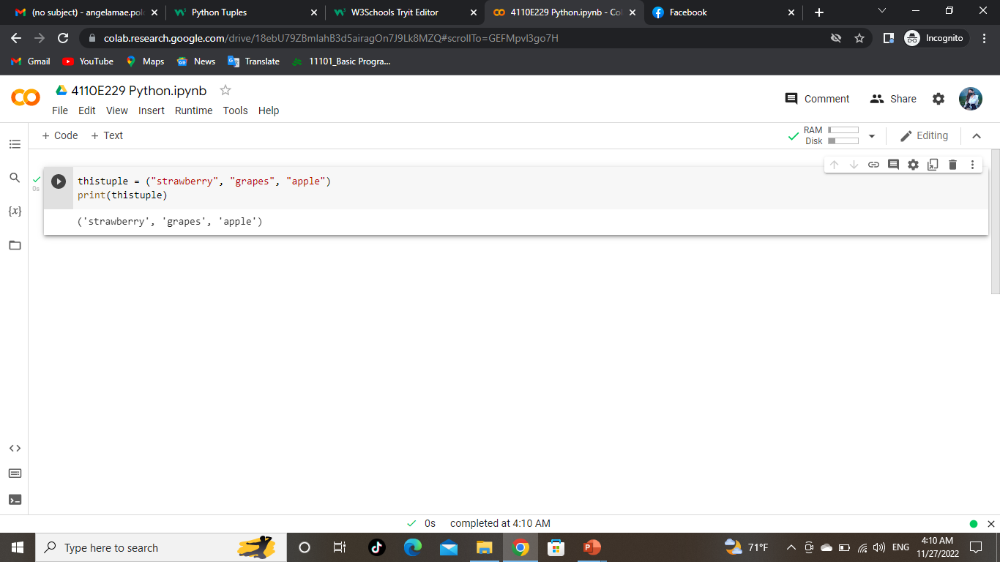 (no subject) - angelamae.pol
Python Tuples
W3Schools Tryit Editor
4110E229 Python.ipynb - Co
Facebook
colab.research.google.com/drive/18ebU79ZBmIahB3d5airagOn7J9Lk8MZQ#scrollTo=GEFMpvl3go7H
Incognito
Gmail
YouTube
Maps
News
Translate
11101_Basic Progra...
4110E229 Python.ipynb
Comment
Share
File Edit View Insert Runtime Tools Help
+ Code + Text
RAM
Disk
Editing
0s
thistuple = ("strawberry", "grapes", "apple")
print(thistuple)
{x}
('strawberry', 'grapes', 'apple')
0s completed at 4:10 AM
Type here to search
71°F
ENG
4:10 AM
11/27/2022